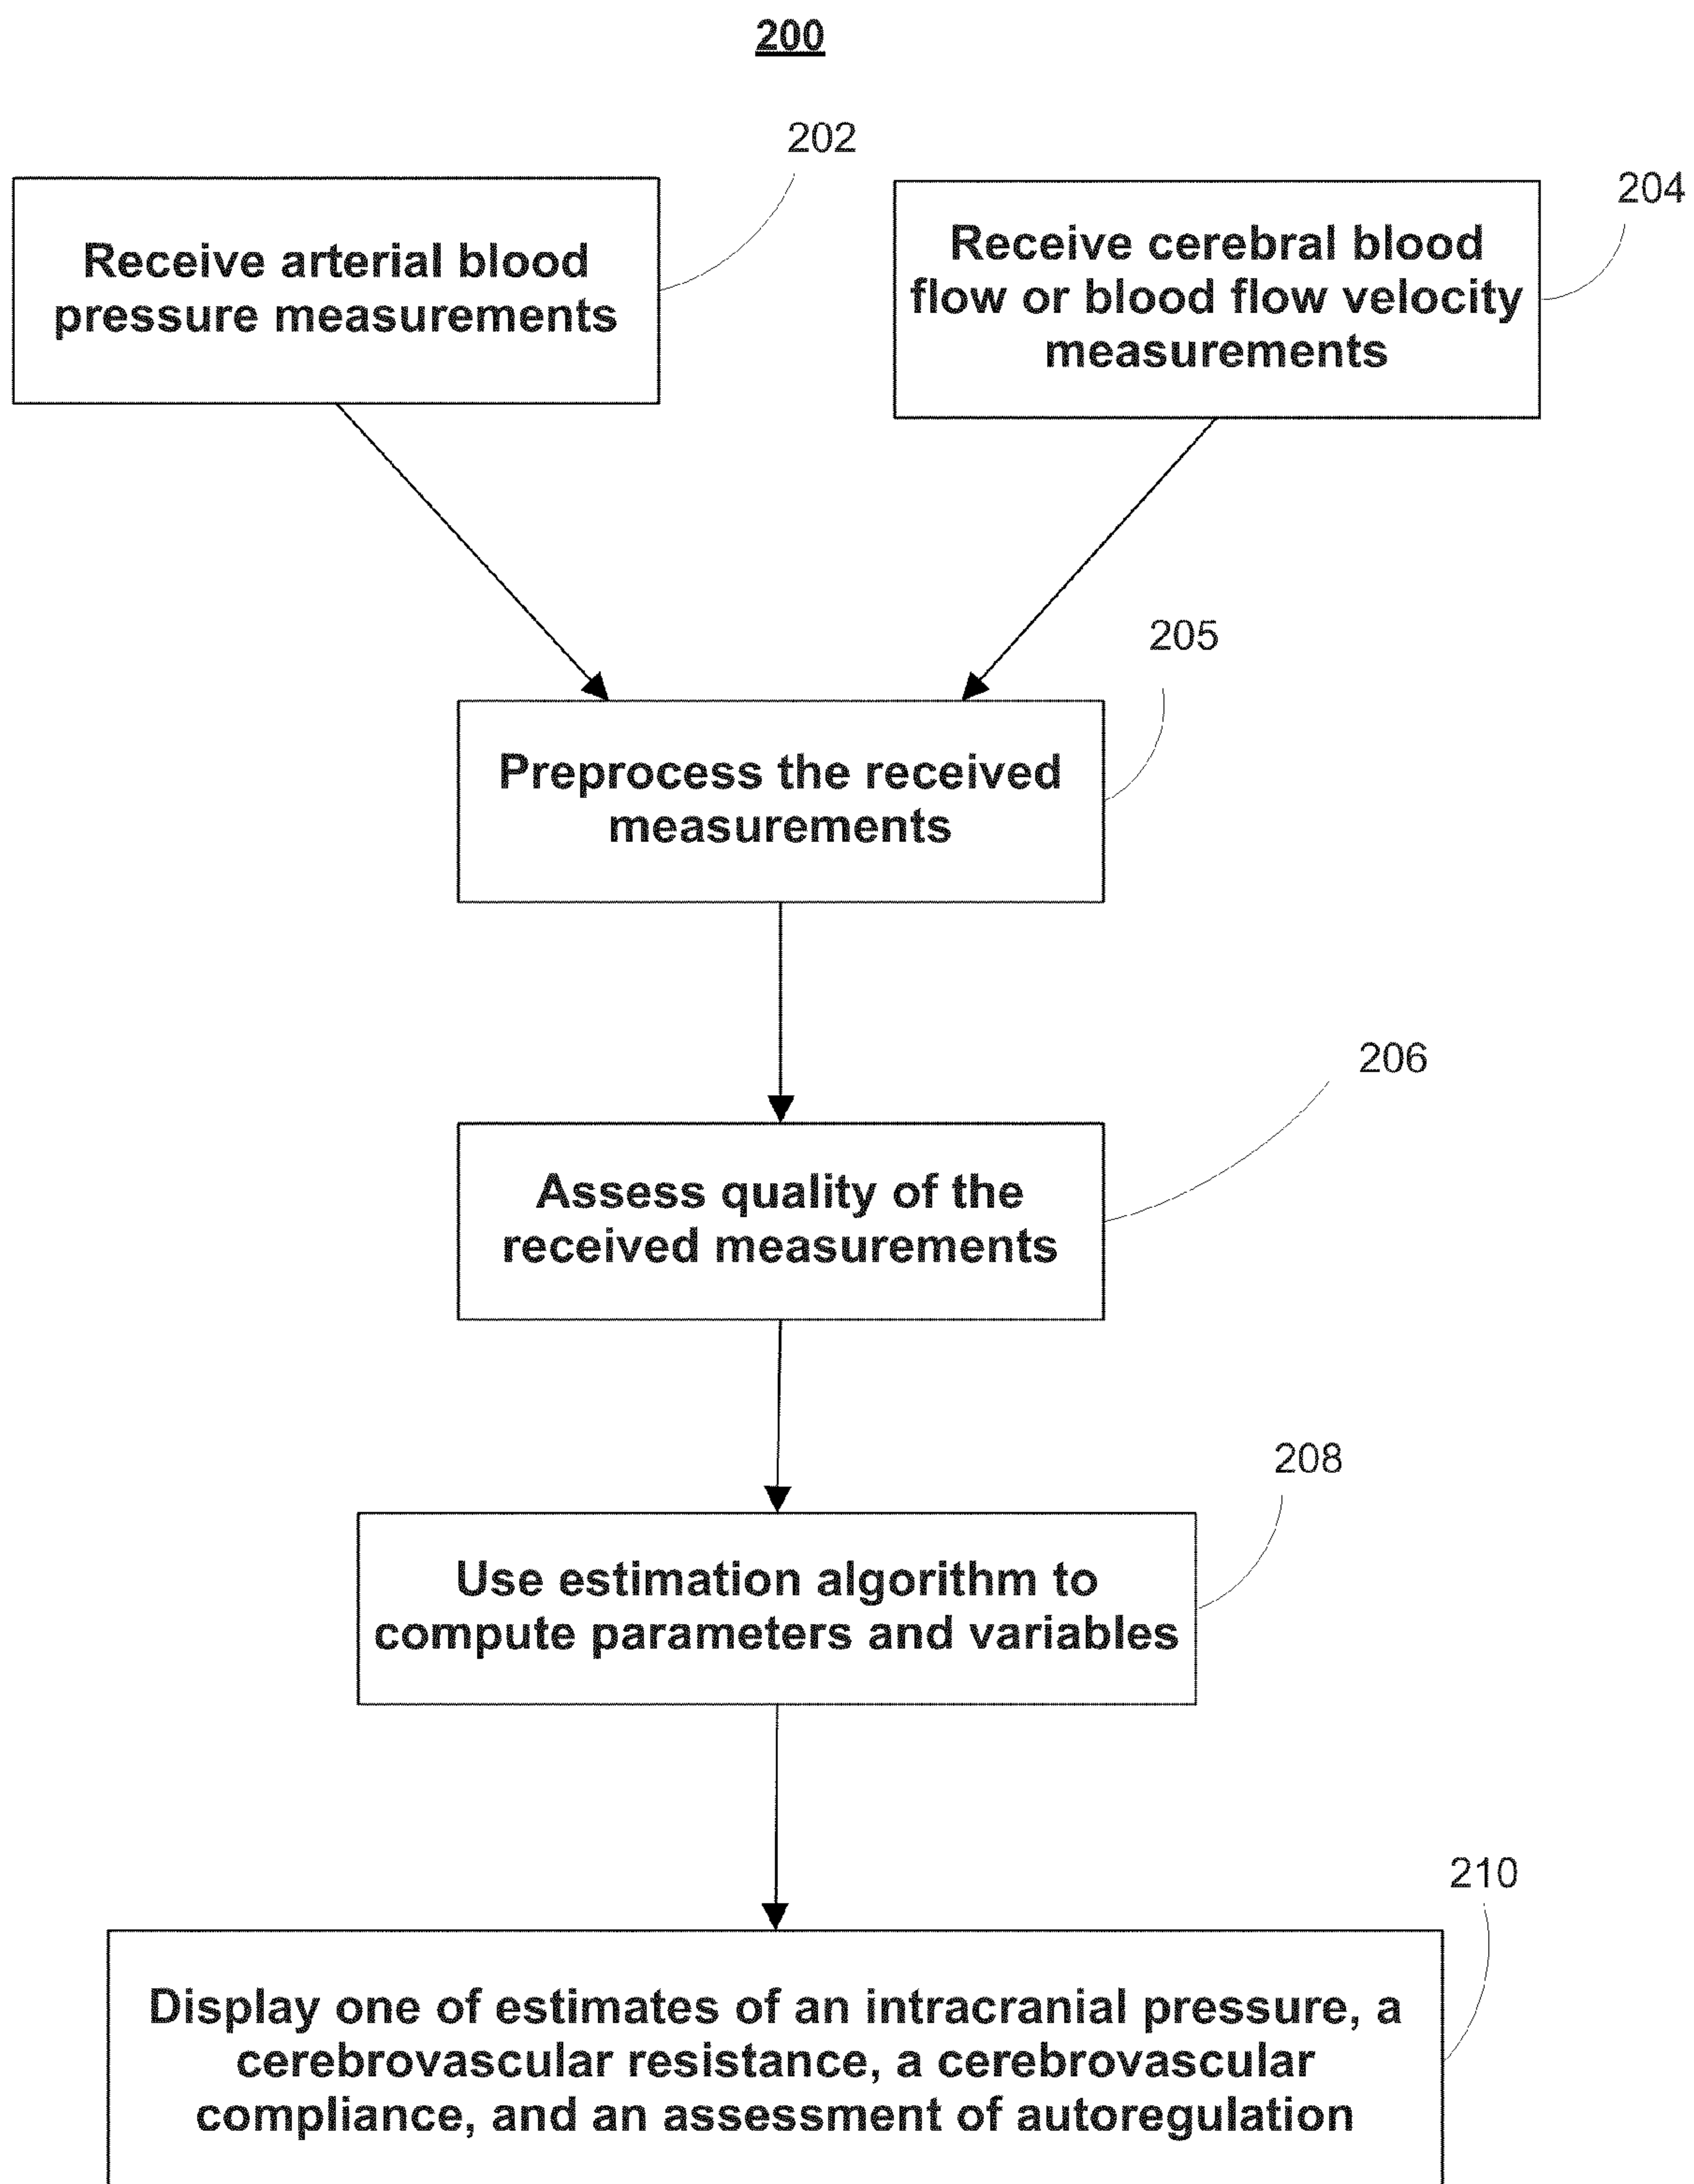 200
202
Receive arterial blood
pressure measurements
204
Receive cerebral blood
flow or blood flow velocity
measurements
205
Preprocess the received
measurements
206
Assess quality of the
received measurements
208
Use estimation algorithm to
compute parameters and variables
210
Display one of estimates of an intracranial pressure, a
cerebrovascular resistance, a cerebrovascular
compliance, and an assessment of autoregulation